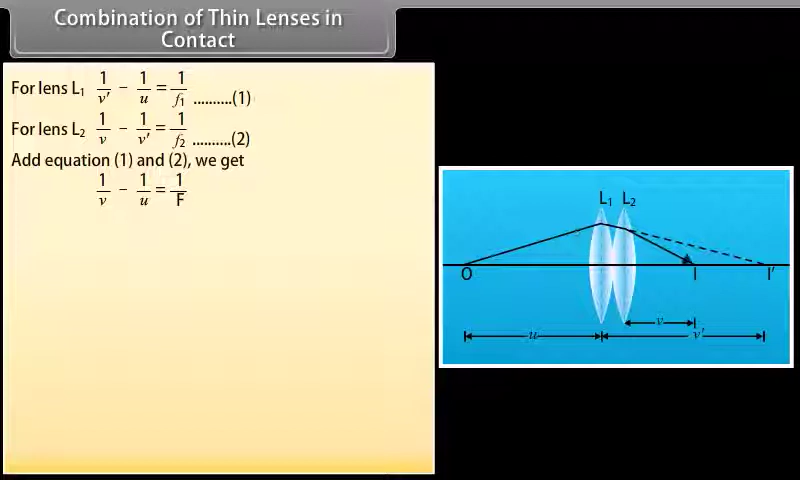 Combination of Thin Lenses in
Contact
For lens L₁ 1/v' - 1/u = 1/f₁ ..........(1)
For lens L₂ 1/v - 1/v' = 1/f₂ ..........(2)
Add equation (1) and (2), we get
1/v - 1/u = 1/F
L₁ L₂
O I I'
v
u v'